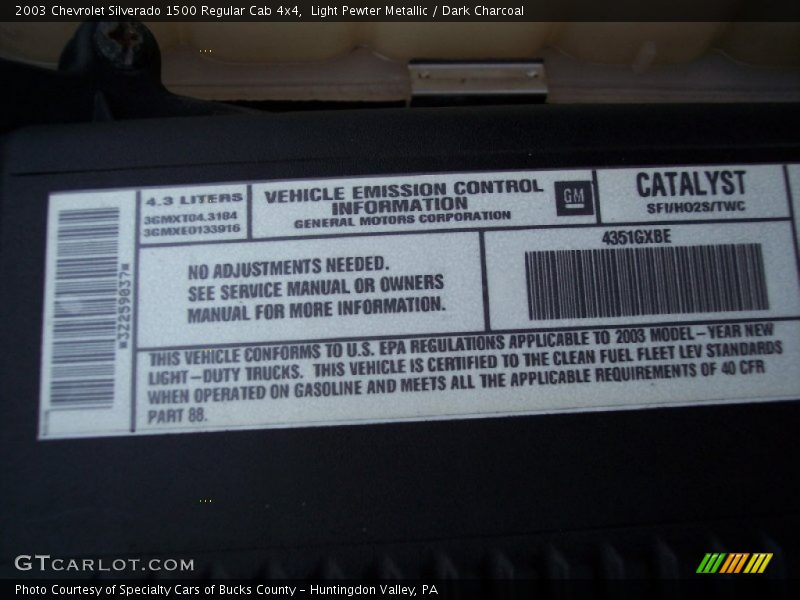 2003 Chevrolet Silverado 1500 Regular Cab 4x4, Light Pewter Metallic / Dark Charcoal
4.3 LITERS
3GMXT04.3184
3GMXE0133916
VEHICLE EMISSION CONTROL
INFORMATION
GENERAL MOTORS CORPORATION
GM
CATALYST
SFI/HO2S/TWC
*32259837*
NO ADJUSTMENTS NEEDED.
SEE SERVICE MANUAL OR OWNERS
MANUAL FOR MORE INFORMATION.
4351GXBE
THIS VEHICLE CONFORMS TO U.S. EPA REGULATIONS APPLICABLE TO 2003 MODEL-YEAR NEW
LIGHT-DUTY TRUCKS. THIS VEHICLE IS CERTIFIED TO THE CLEAN FUEL FLEET LEV STANDARDS
WHEN OPERATED ON GASOLINE AND MEETS ALL THE APPLICABLE REQUIREMENTS OF 40 CFR
PART 88.
GTCARLOT.COM
Photo Courtesy of Specialty Cars of Bucks County - Huntingdon Valley, PA